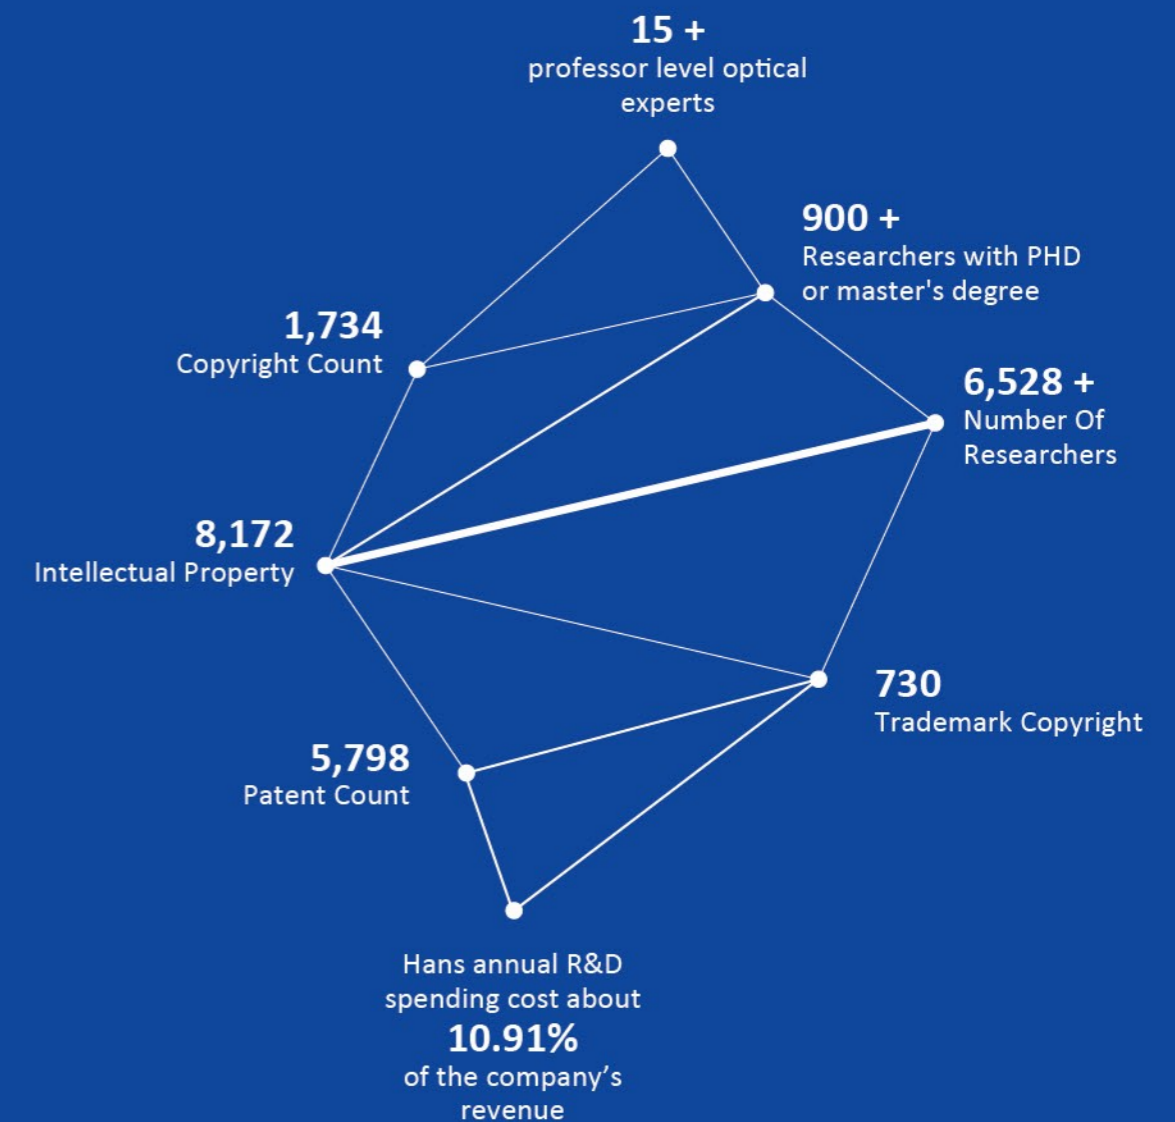 15 +
professor level optical
experts
900 +
Researchers with PHD
or master's degree
1,734
Copyright Count
6,528 +
Number Of
Researchers
8,172
Intellectual Property
730
Trademark Copyright
5,798
Patent Count
Hans annual R&D
spending cost about
10.91%
of the company’s
revenue